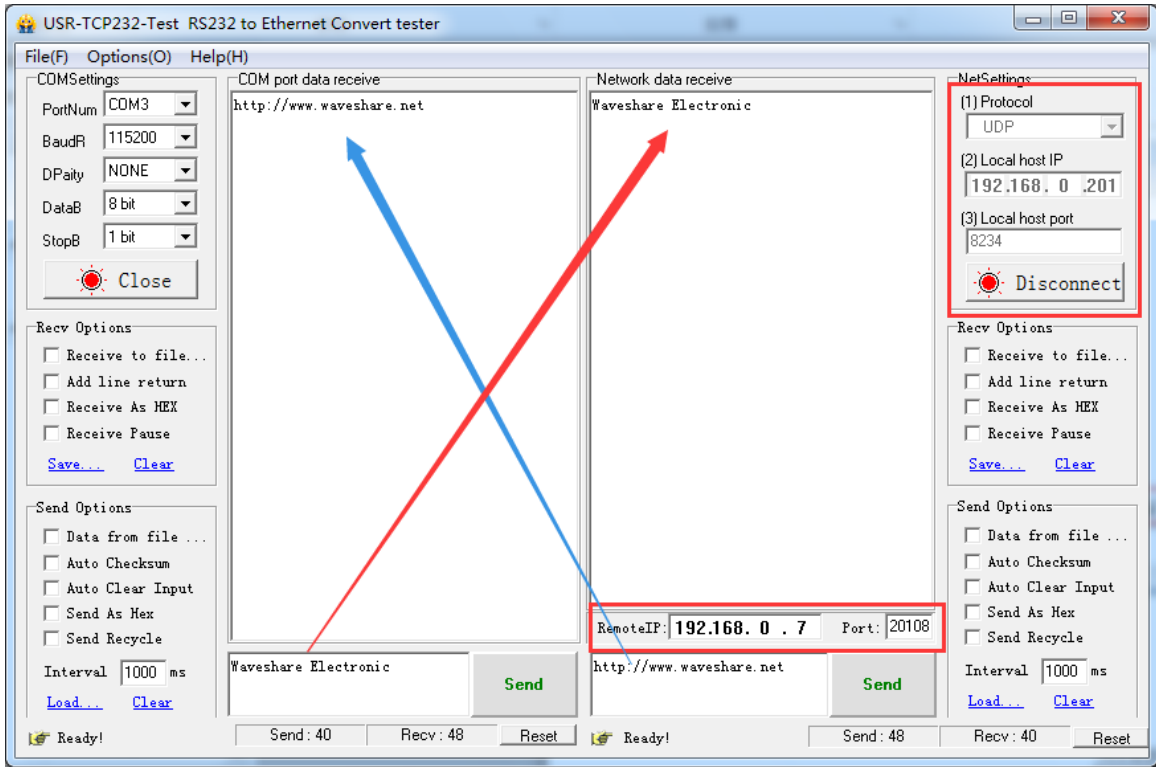 USR-TCP232-Test RS232 to Ethernet Convert tester
File(F) Options(O) Help(H)
COMSettings
PortNum COM3
BaudR 115200
DPaity NONE
DataB 8 bit
StopB 1 bit
Close
Recv Options
Receive to file...
Add line return
Receive As HEX
Receive Pause
Save... Clear
Send Options
Data from file ...
Auto Checksum
Auto Clear Input
Send As Hex
Send Recycle
Interval 1000 ms
Load... Clear
COM port data receive
http://www.waveshare.net
Waveshare Electronic
Send
Network data receive
Waveshare Electronic
RemoteIP: 192.168. 0 . 7 Port: 20108
http://www.waveshare.net
Send
NetSettings
(1) Protocol
UDP
(2) Local host IP
192.168. 0 .201
(3) Local host port
8234
Disconnect
Recv Options
Receive to file...
Add line return
Receive As HEX
Receive Pause
Save... Clear
Send Options
Data from file ...
Auto Checksum
Auto Clear Input
Send As Hex
Send Recycle
Interval 1000 ms
Load... Clear
Ready! Send : 40 Recv : 48 Reset Ready! Send : 48 Recv : 40 Reset